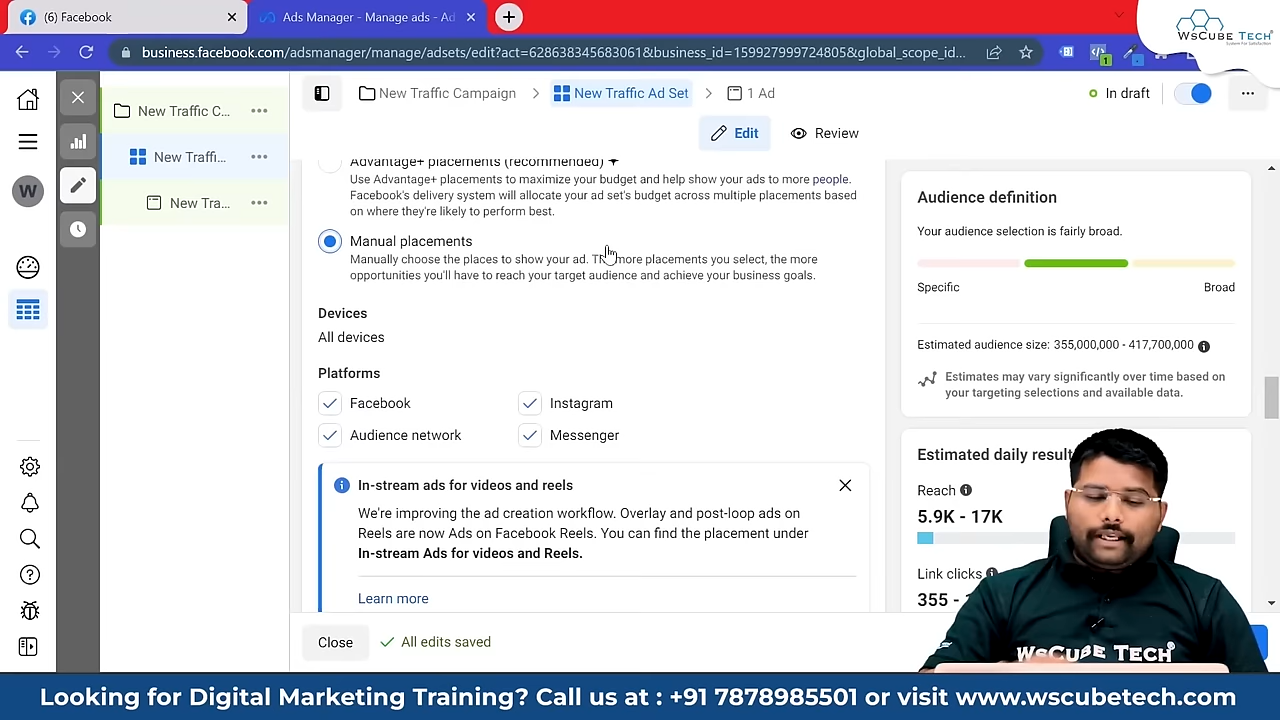 (6) Facebook
Ads Manager - Manage ads - Ad
WsCUBE TECH
business.facebook.com/adsmanager/manage/adsets/edit?act=628638345683061&business_id=1599279997248056&global_scope_id...
New Traffic C...
New Traffic Campaign
New Traffic Ad Set
1 Ad
In draft
New Traffi...
Edit
Review
New Tra...
W
Advantage+ placements (recommended)
Use Advantage+ placements to maximize your budget and help show your ads to more people.
Facebook's delivery system will allocate your ad set's budget across multiple placements based
on where they're likely to perform best.
Manual placements
Manually choose the places to show your ad. The more placements you select, the more
opportunities you'll have to reach your target audience and achieve your business goals.
Devices
All devices
Platforms
Facebook
Instagram
Audience network
Messenger
In-stream ads for videos and reels
We're improving the ad creation workflow. Overlay and post-loop ads on
Reels are now Ads on Facebook Reels. You can find the placement under
In-stream Ads for videos and Reels.
Learn more
Close
All edits saved
Audience definition
Your audience selection is fairly broad.
Specific
Broad
Estimated audience size: 355,000,000 - 417,700,000
Estimates may vary significantly over time based on
your targeting selections and available data.
Estimated daily result
Reach
5.9K - 17K
Link clicks
355 -
WsCUBE TECH
Looking for Digital Marketing Training? Call us at : +91 7878985501 or visit www.wscubetech.com